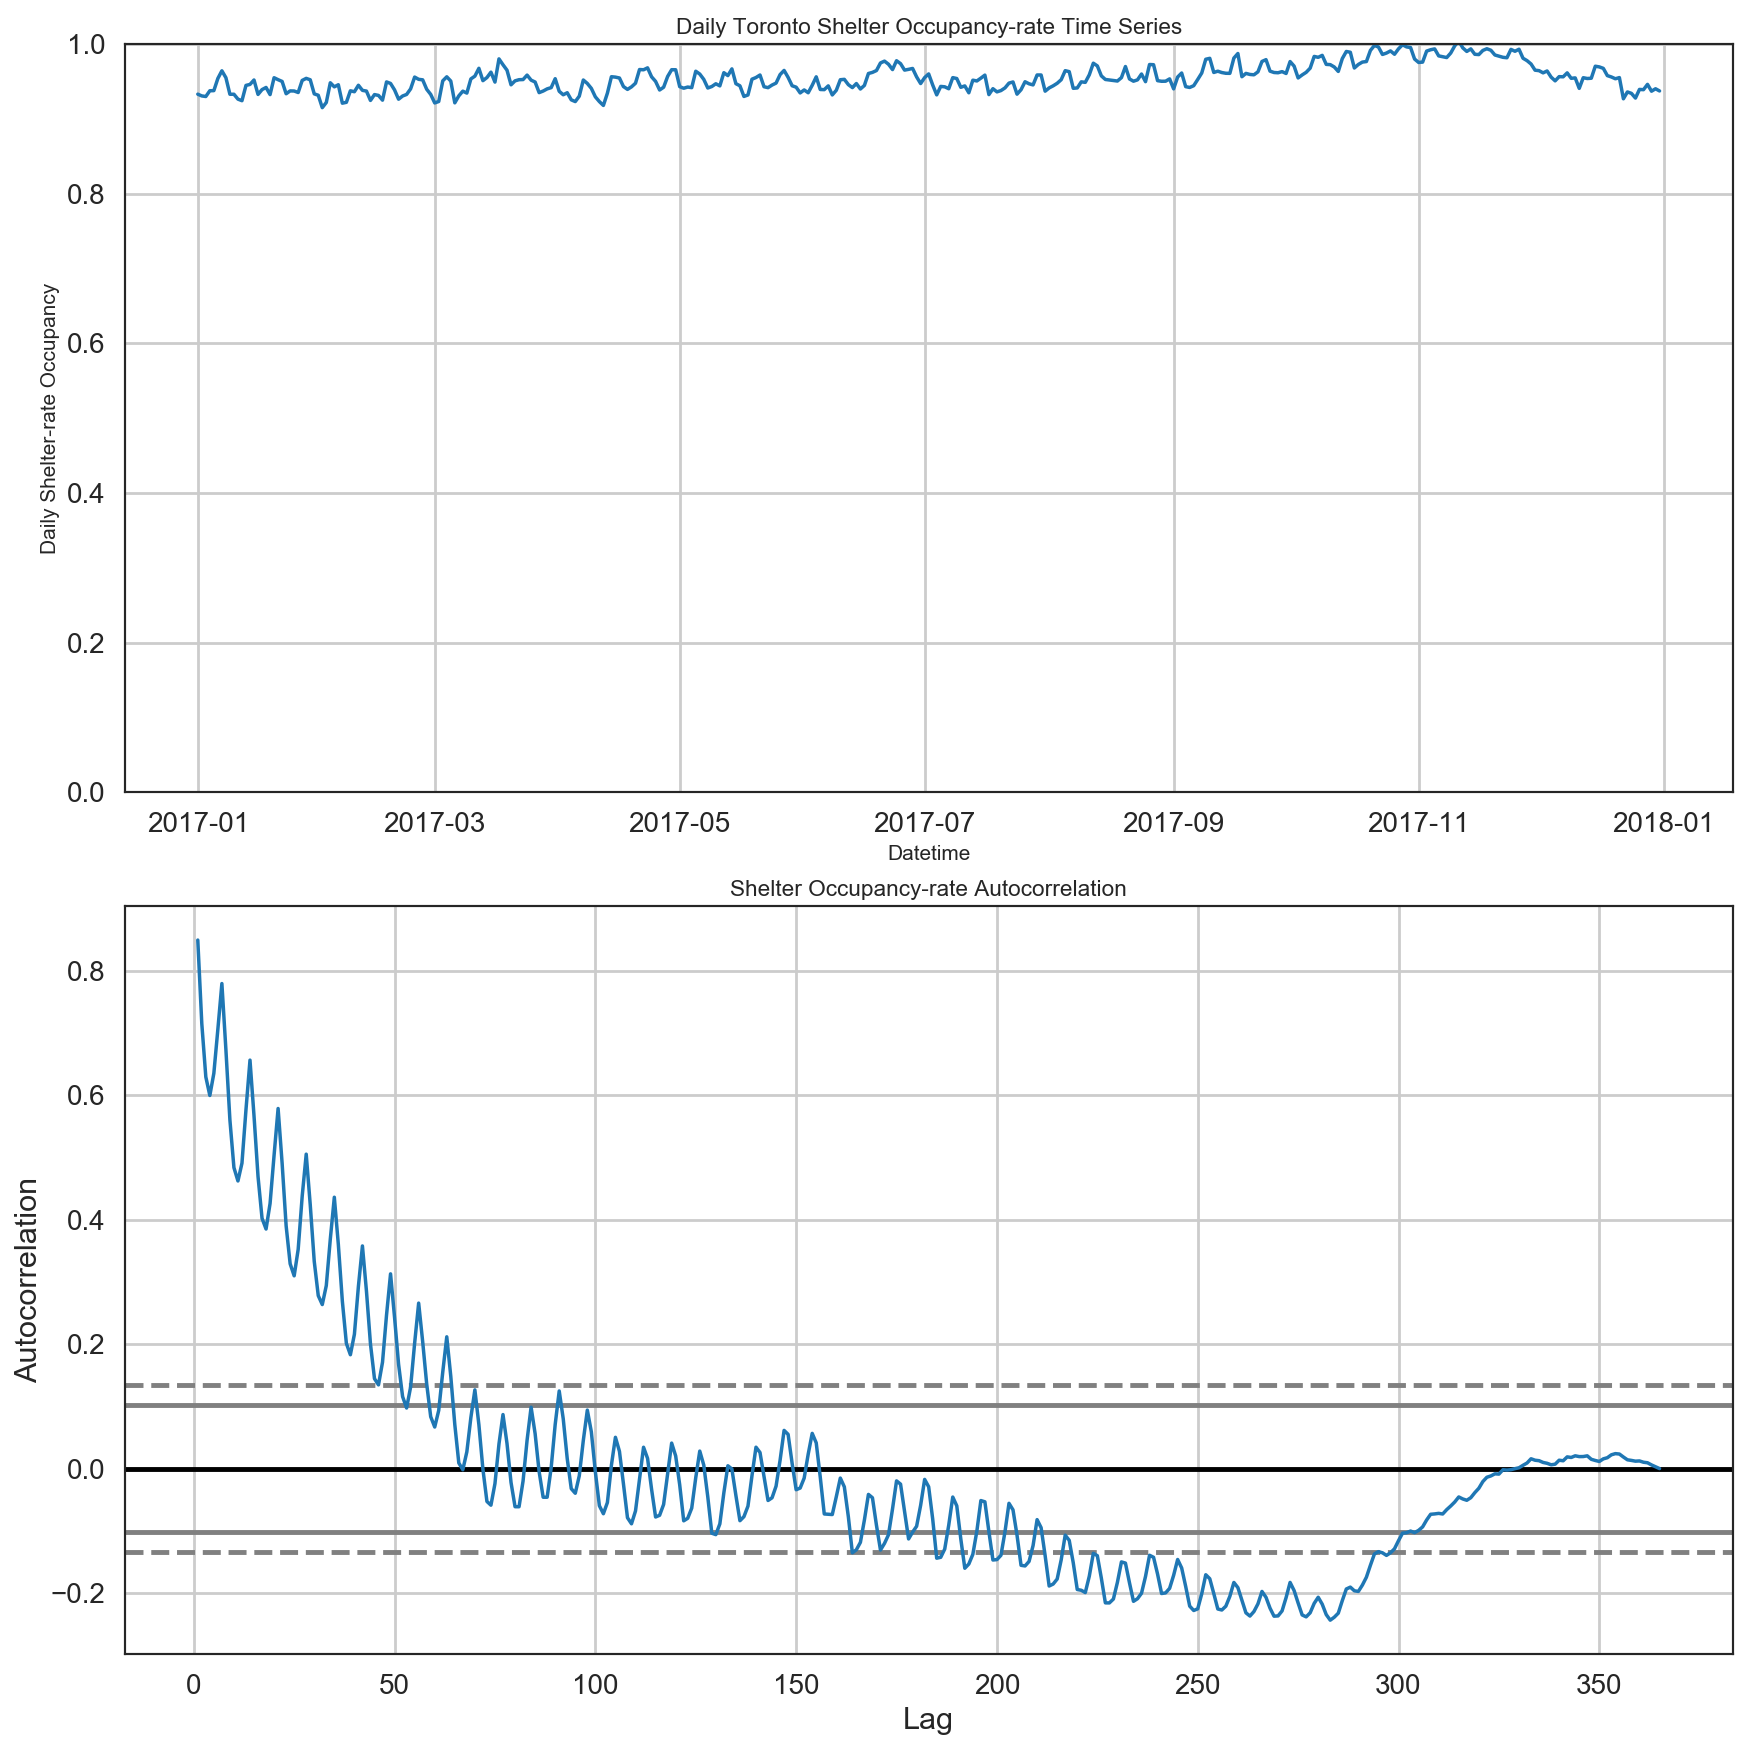 Daily Toronto Shelter Occupancy-rate Time Series
Daily Shelter-rate Occupancy
1.0
0.8
0.6
0.4
0.2
0.0
2017-01 2017-03 2017-05 2017-07 2017-09 2017-11 2018-01
Datetime
Shelter Occupancy-rate Autocorrelation
Autocorrelation
0.8
0.6
0.4
0.2
0.0
−0.2
0 50 100 150 200 250 300 350
Lag